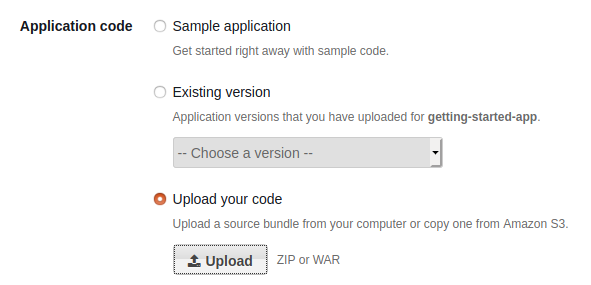 Application code
Sample application
Get started right away with sample code.
Existing version
Application versions that you have uploaded for getting-started-app.
-- Choose a version --
Upload your code
Upload a source bundle from your computer or copy one from Amazon S3.
Upload ZIP or WAR